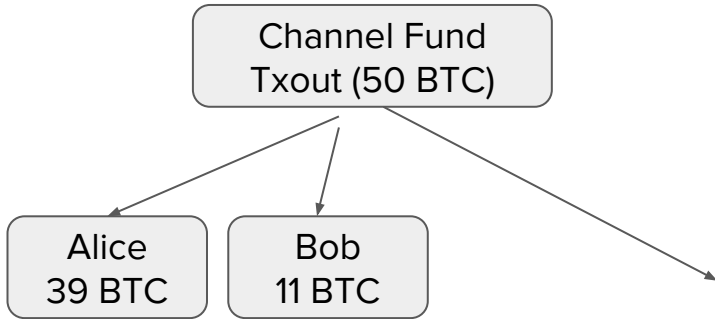 Channel Fund
Txout (50 BTC)
Alice
39 BTC
Bob
11 BTC